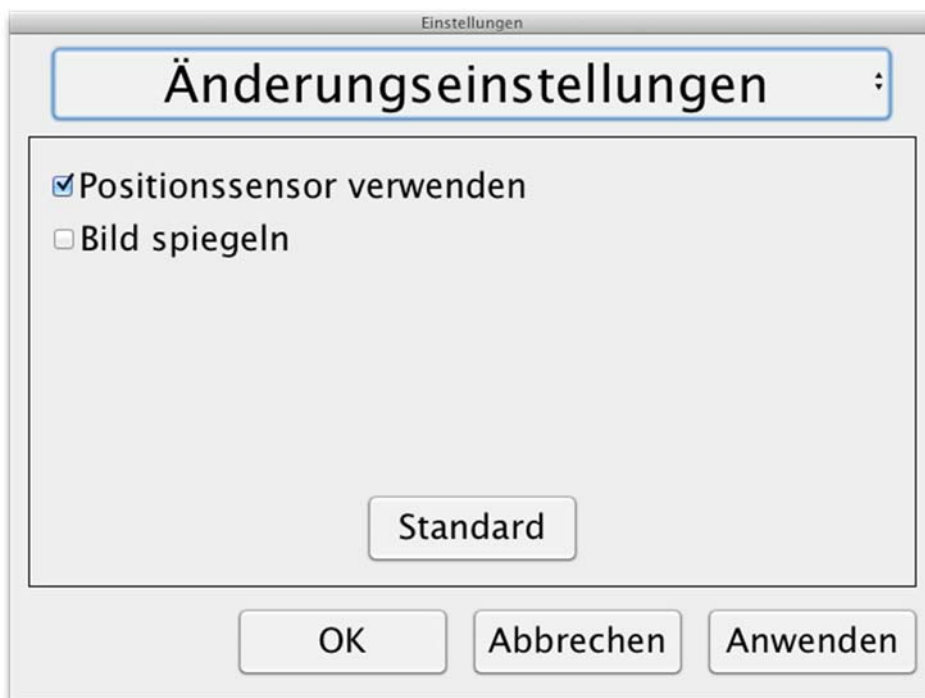 Einstellungen
Änderungseinstellungen
Positionssensor verwenden
Bild spiegeln
Standard
OK Abbrechen Anwenden